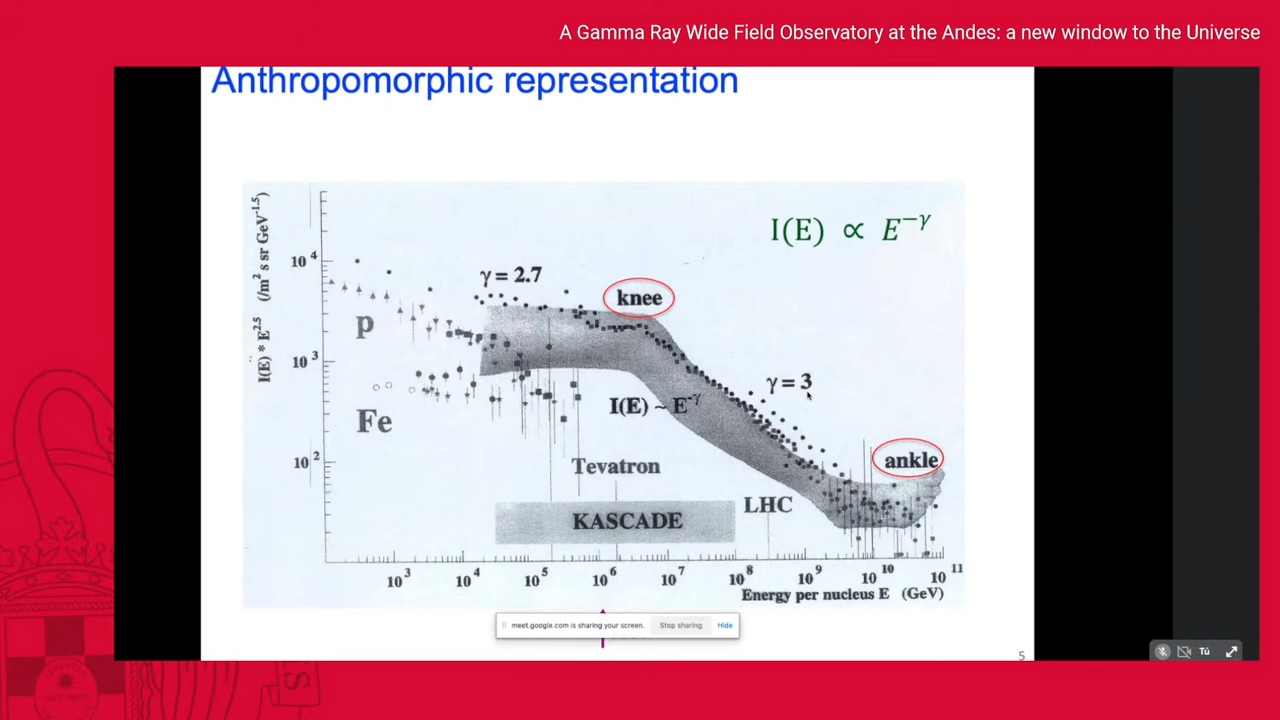 A Gamma Ray Wide Field Observatory at the Andes: a new window to the Universe
Anthropomorphic representation
I(E) * E^2.5 (/m² s sr GeV^-1.5)
I(E) ∝ E^−γ
10^4
γ = 2.7
knee
p
10^3
γ = 3
I(E) ~ E^-γ
Fe
ankle
10^2
Tevatron
LHC
KASCADE
10^3 10^4 10^5 10^6 10^7 10^8 10^9 10^10 10^11
Energy per nucleus E (GeV)
meet.google.com is sharing your screen. Stop sharing Hide
5
Tú